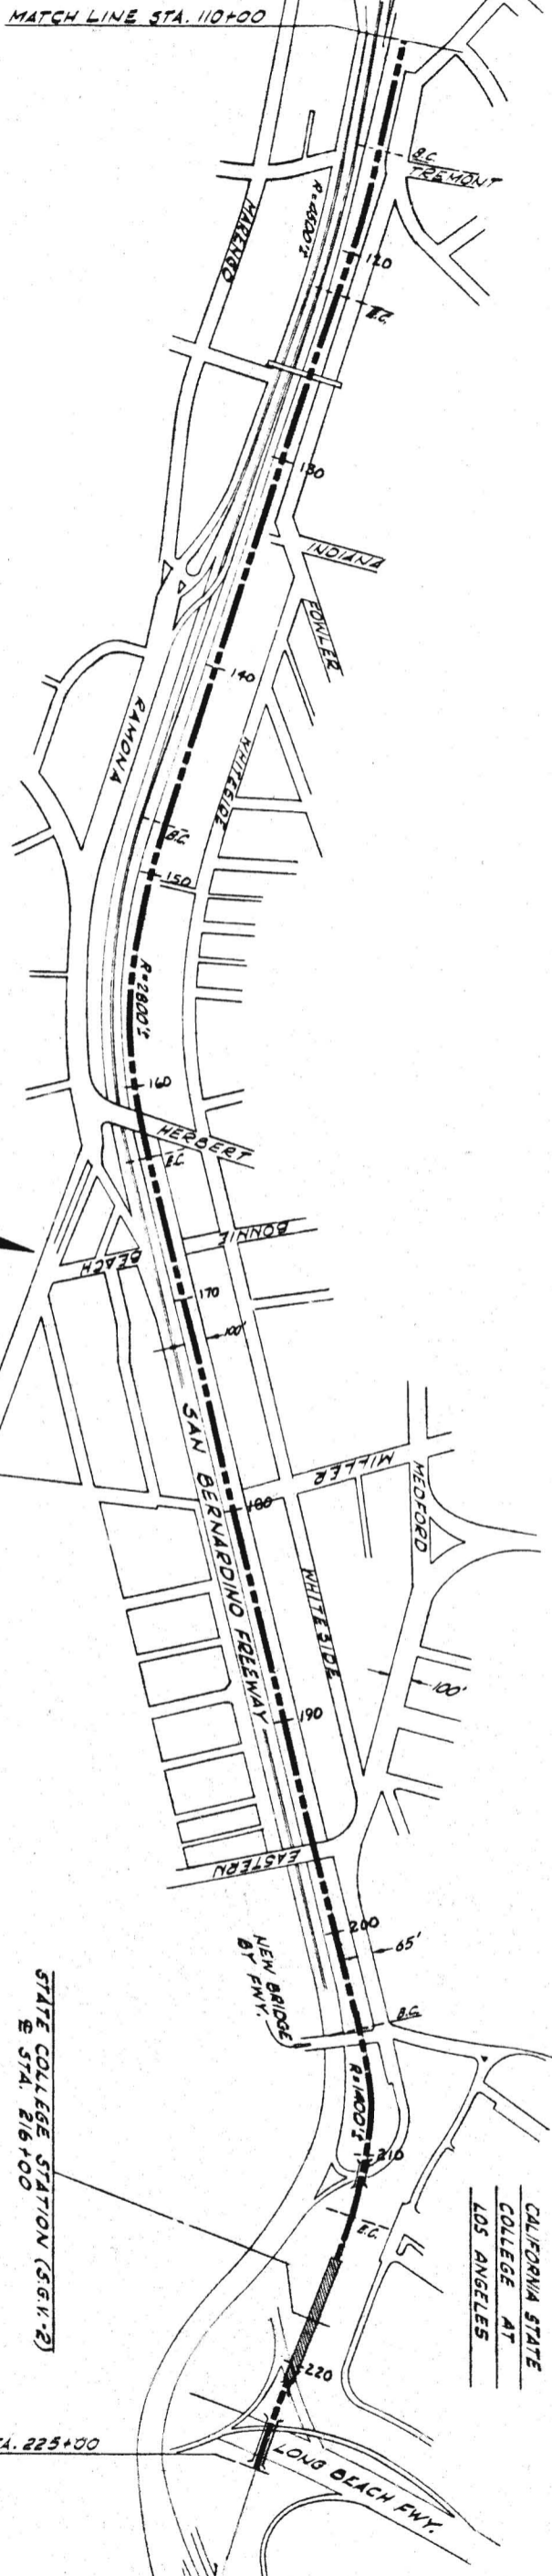 MATCH LINE STA. 110+00
B.C.
TREMONT
MARENGO
R=4600'±
120
E.C.
130
INDIANA
FOWLER
140
RAMONA
WHITESIDE
B.C.
150
R=2800'±
160
HERBERT
E.C.
BONNIE
BEACH
170
100'
SAN BERNARDINO FREEWAY
MILLER
MEDFORD
180
WHITESIDE
100'
190
EASTERN
200
65'
NEW BRIDGE
BY FWY.
B.C.
R=1400'±
210
CALIFORNIA STATE
COLLEGE AT
LOS ANGELES
E.C.
STATE COLLEGE STATION (S.G.V.-2)
℄ STA. 216+00
220
A. 225+00
LONG BEACH FWY.